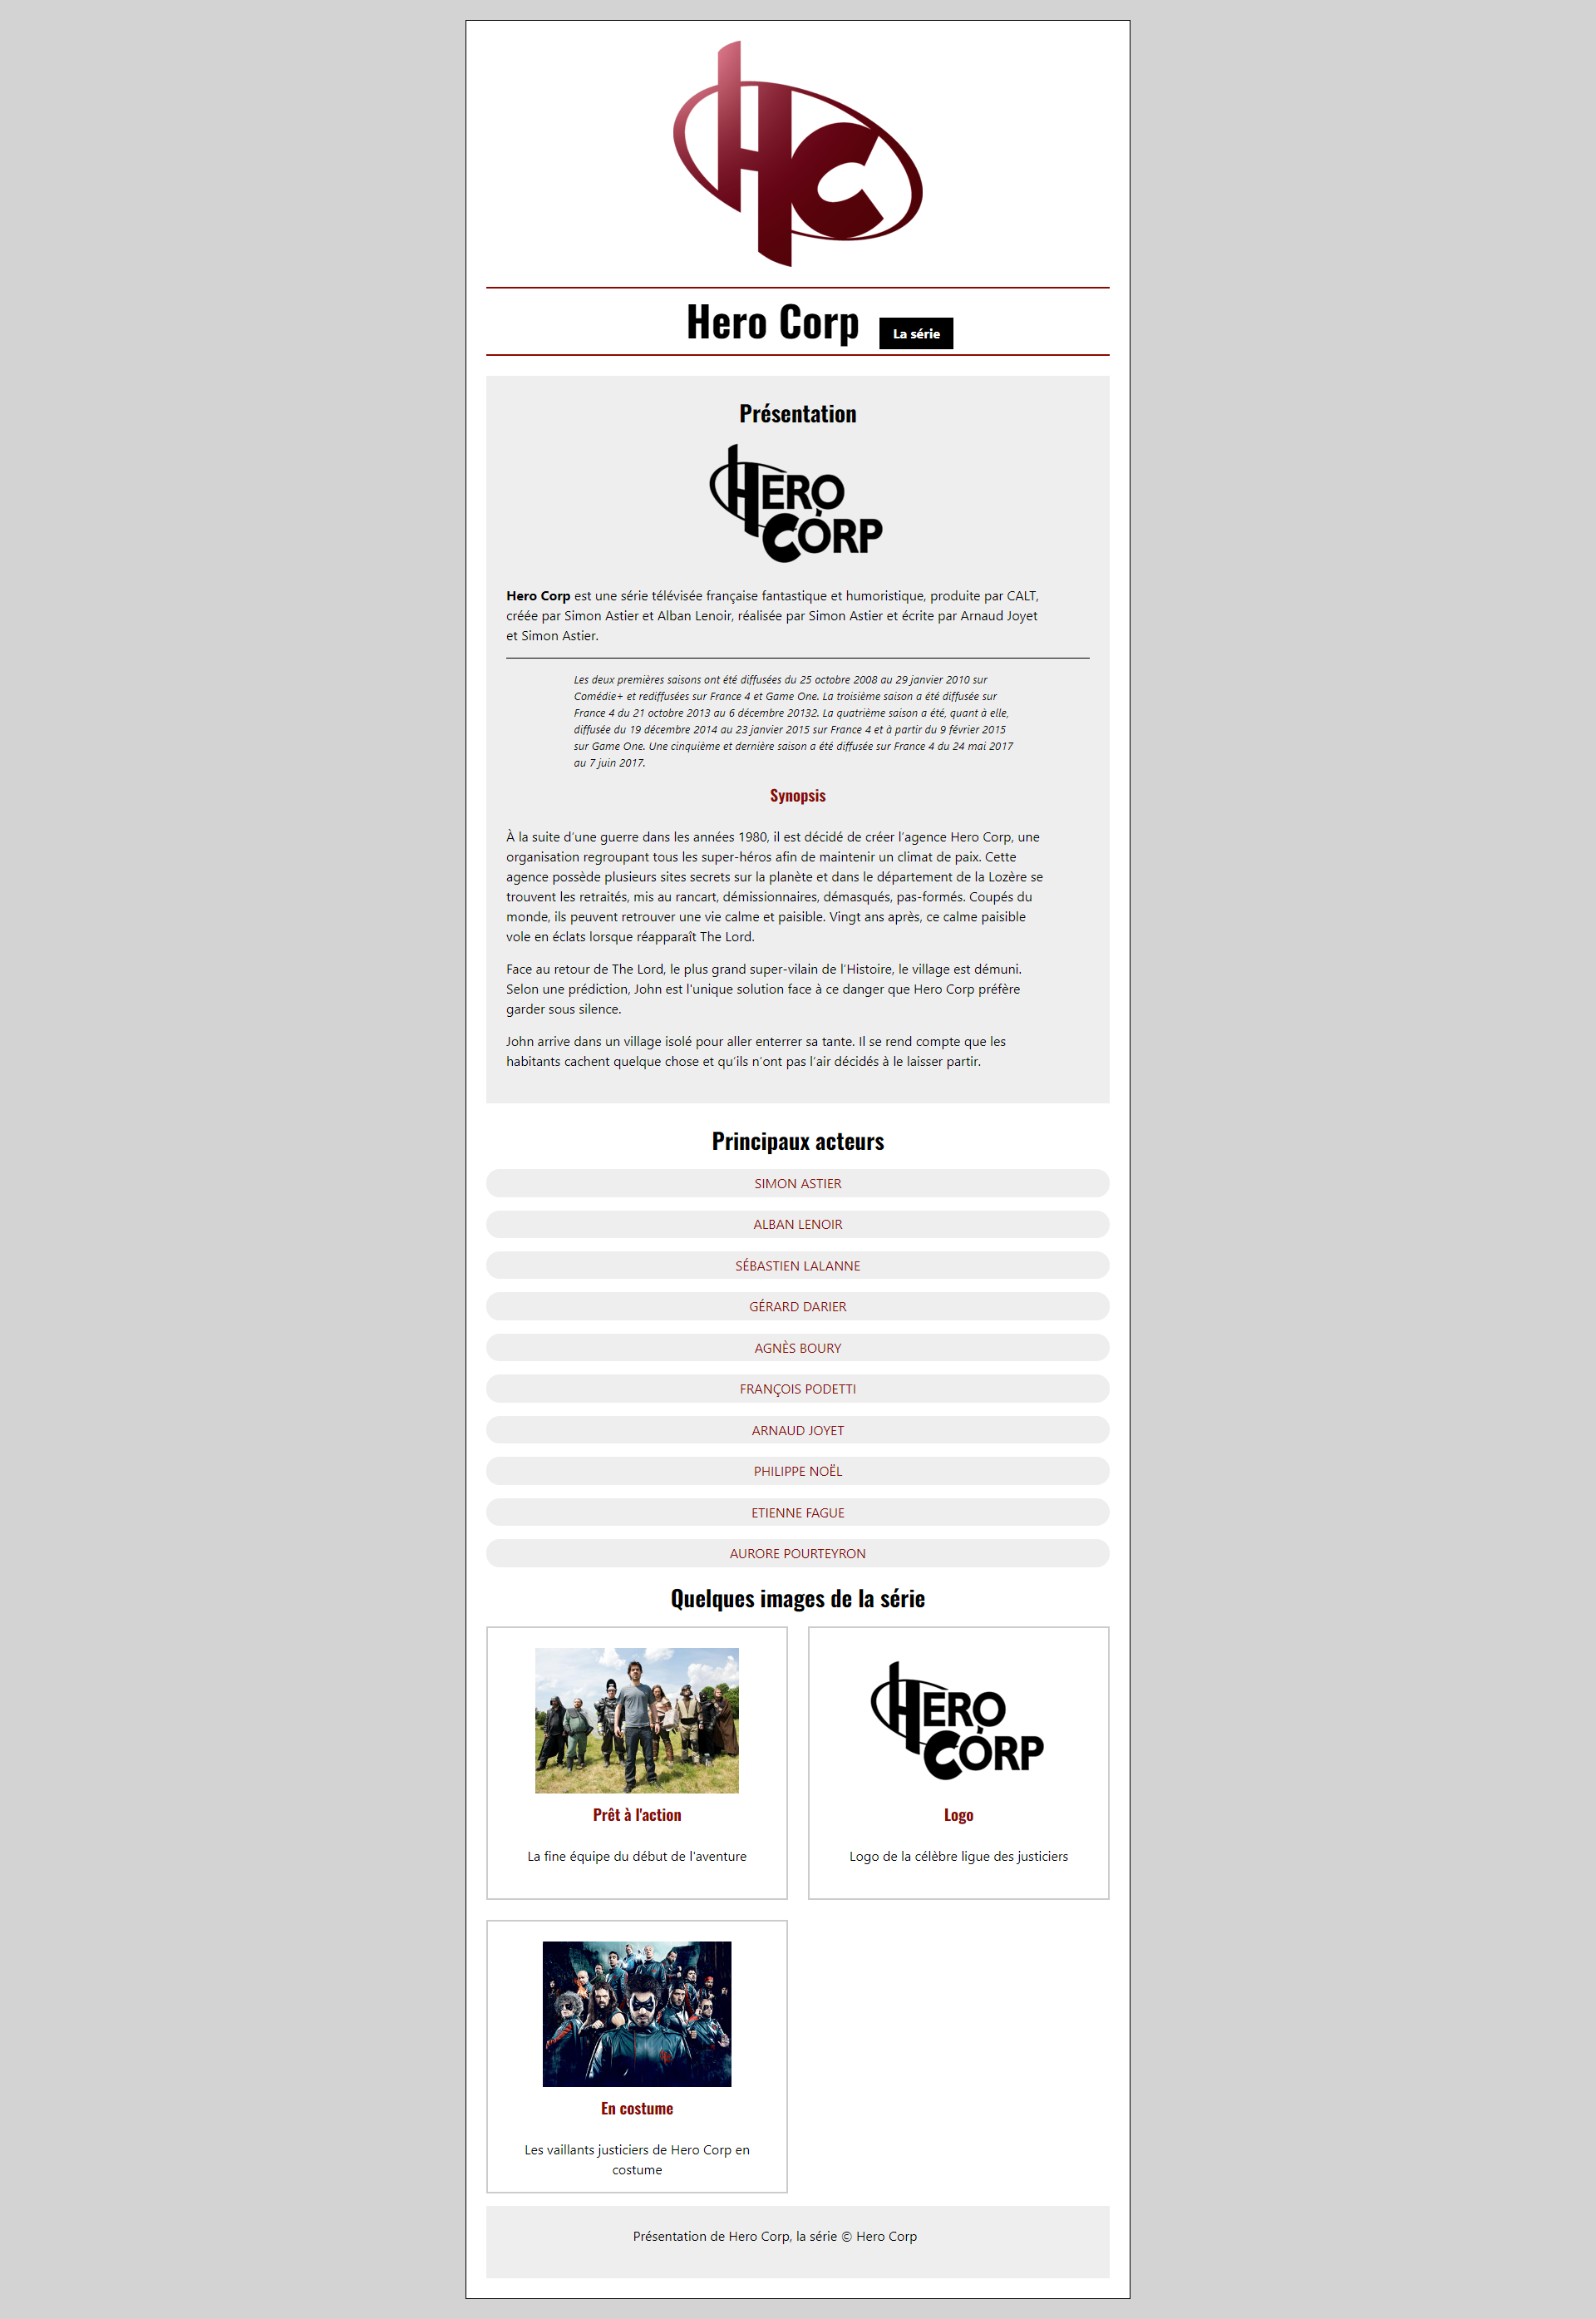 HC
Hero Corp La série
Présentation
HERO
CORP
Hero Corp est une série télévisée française fantastique et humoristique, produite par CALT,
créée par Simon Astier et Alban Lenoir, réalisée par Simon Astier et écrite par Arnaud Joyet
et Simon Astier.
Les deux premières saisons ont été diffusées du 25 octobre 2008 au 29 janvier 2010 sur
Comédie+ et rediffusées sur France 4 et Game One. La troisième saison a été diffusée sur
France 4 du 21 octobre 2013 au 6 décembre 20132. La quatrième saison a été, quant à elle,
diffusée du 19 décembre 2014 au 23 janvier 2015 sur France 4 et à partir du 9 février 2015
sur Game One. Une cinquième et dernière saison a été diffusée sur France 4 du 24 mai 2017
au 7 juin 2017.
Synopsis
À la suite d'une guerre dans les années 1980, il est décidé de créer l'agence Hero Corp, une
organisation regroupant tous les super-héros afin de maintenir un climat de paix. Cette
agence possède plusieurs sites secrets sur la planète et dans le département de la Lozère se
trouvent les retraités, mis au rancart, démissionnaires, démasqués, pas-formés. Coupés du
monde, ils peuvent retrouver une vie calme et paisible. Vingt ans après, ce calme paisible
vole en éclats lorsque réapparaît The Lord.
Face au retour de The Lord, le plus grand super-vilain de l'Histoire, le village est démuni.
Selon une prédiction, John est l'unique solution face à ce danger que Hero Corp préfère
garder sous silence.
John arrive dans un village isolé pour aller enterrer sa tante. Il se rend compte que les
habitants cachent quelque chose et qu'ils n'ont pas l'air décidés à le laisser partir.
Principaux acteurs
SIMON ASTIER
ALBAN LENOIR
SÉBASTIEN LALANNE
GÉRARD DARIER
AGNÈS BOURY
FRANÇOIS PODETTI
ARNAUD JOYET
PHILIPPE NOËL
ETIENNE FAGUE
AURORE POURTEYRON
Quelques images de la série
Prêt à l'action
La fine équipe du début de l'aventure
HERO
CORP
Logo
Logo de la célèbre ligue des justiciers
En costume
Les vaillants justiciers de Hero Corp en
costume
Présentation de Hero Corp, la série © Hero Corp